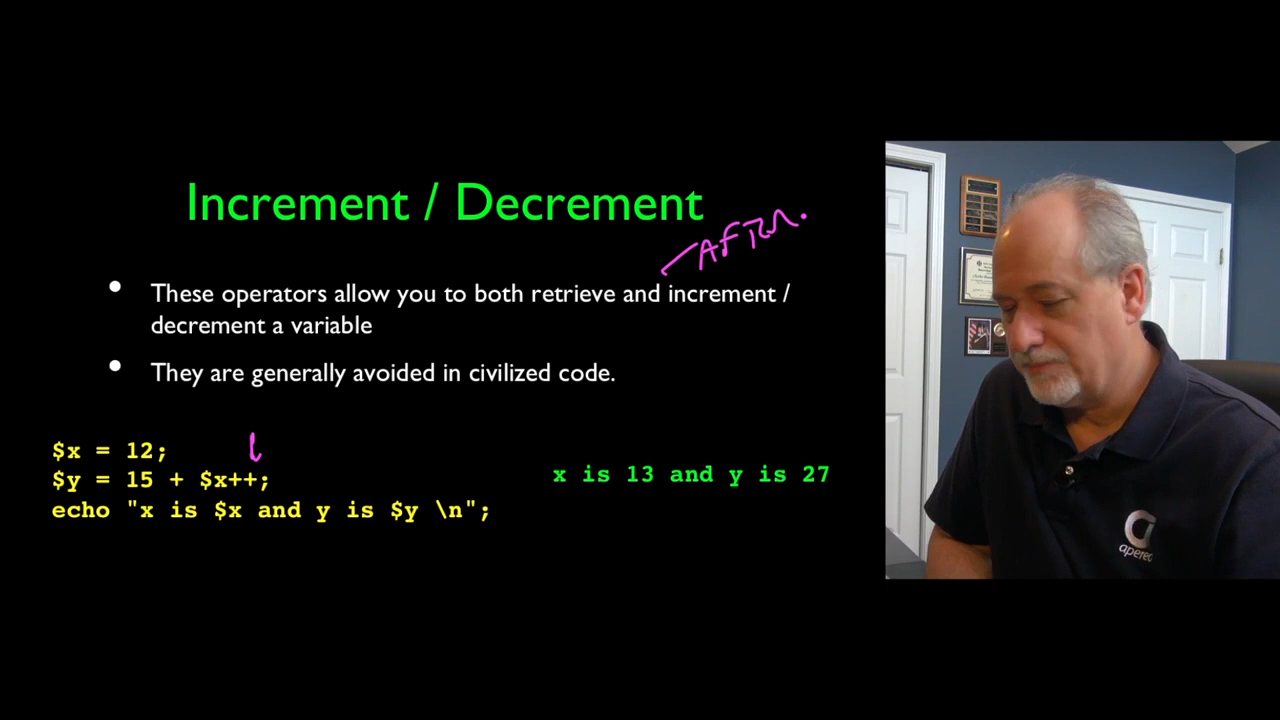 Increment / Decrement
AFTER.
These operators allow you to both retrieve and increment /
decrement a variable
They are generally avoided in civilized code.
$x = 12;
$y = 15 + $x++;
echo "x is $x and y is $y \n";
x is 13 and y is 27
apereo